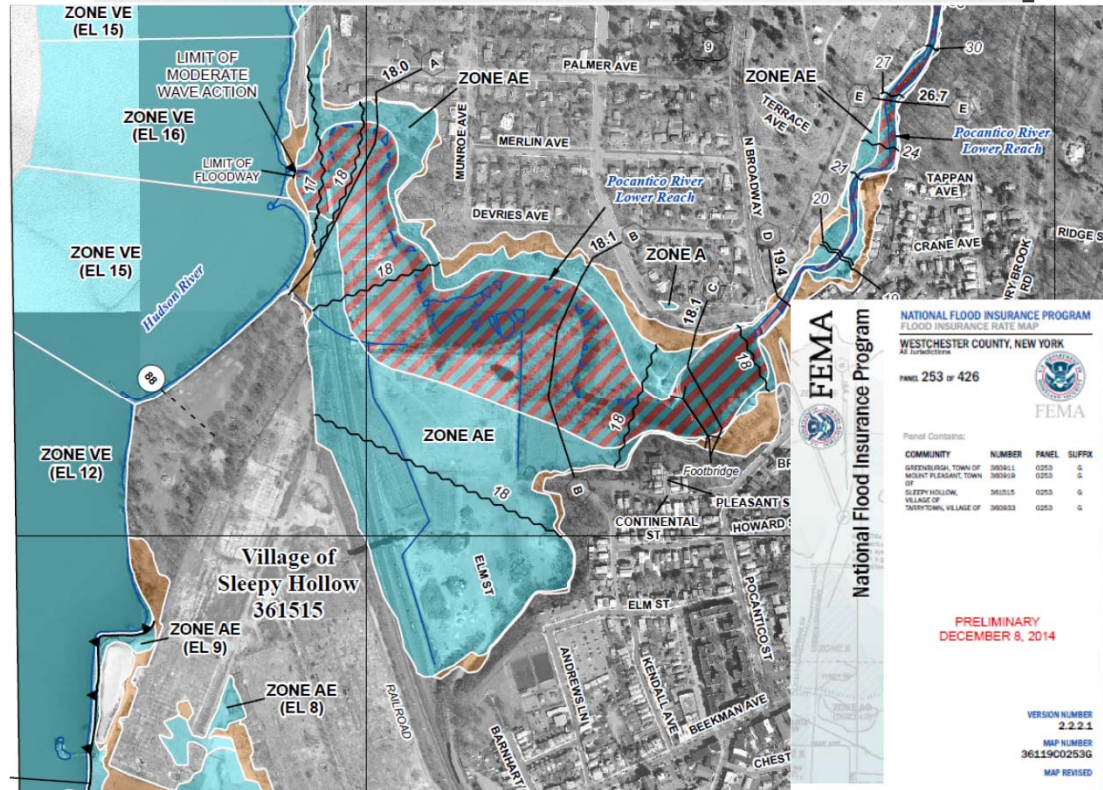 ZONE VE
(EL 15)
LIMIT OF
MODERATE
WAVE ACTION
ZONE VE
(EL 16)
LIMIT OF
FLOODWAY
ZONE VE
(EL 15)
Hudson River
88
ZONE VE
(EL 12)
18.0
A
ZONE AE
17
18
18
PALMER AVE
9
MUNROE AVE
MERLIN AVE
DEVRIES AVE
Pocantico River
Lower Reach
18.1
B
ZONE A
N BROADWAY
TERRACE
AVE
ZONE AE
27
30
E
26.7
E
Pocantico River
Lower Reach
24
21
20
TAPPAN
AVE
CRANE AVE
RIDGE S
D
19.4
18.1
C
18
18
ZONE AE
18
B
Footbridge
PLEASANT S
CONTINENTAL
ST
HOWARD S
ELM ST
ELM ST
POCANTICO ST
ANDREWS LN
KENDALL AVE
BEEKMAN AVE
BARNHART
CHEST
RAILROAD
Village of
Sleepy Hollow
361515
ZONE AE
(EL 9)
ZONE AE
(EL 8)
FEMA
National Flood Insurance Program
NATIONAL FLOOD INSURANCE PROGRAM
FLOOD INSURANCE RATE MAP
WESTCHESTER COUNTY, NEW YORK
All Jurisdictions
PANEL 253 OF 426
FEMA
Panel Contains:
COMMUNITY NUMBER PANEL SUFFIX
GREENBURGH, TOWN OF 360911 0253 G
MOUNT PLEASANT, TOWN OF 360919 0253 G
SLEEPY HOLLOW, VILLAGE OF 361515 0253 G
TARRYTOWN, VILLAGE OF 360933 0253 G
PRELIMINARY
DECEMBER 8, 2014
VERSION NUMBER
2.2.2.1
MAP NUMBER
36119C0253G
MAP REVISED